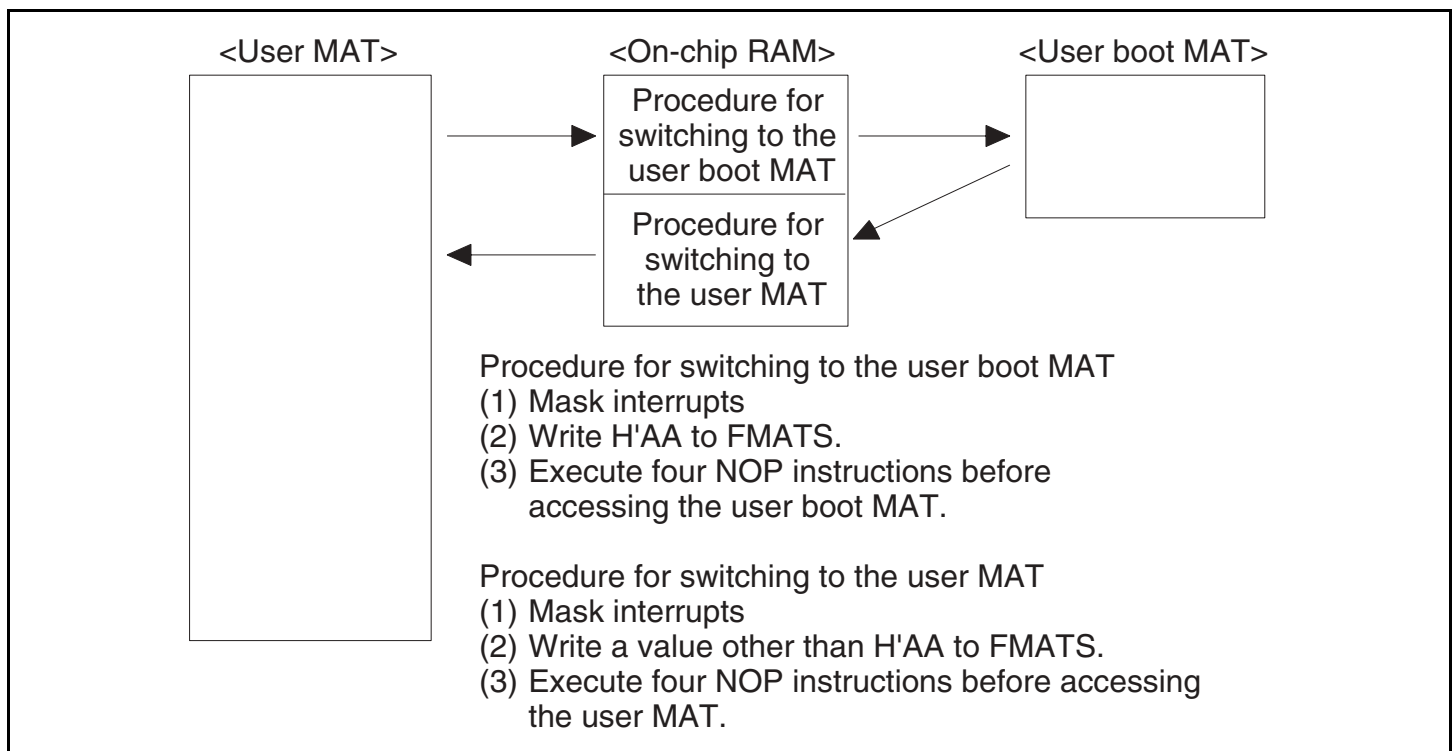 <User MAT>
<On-chip RAM>
<User boot MAT>
Procedure for
switching to the
user boot MAT
Procedure for
switching to
the user MAT
Procedure for switching to the user boot MAT
(1) Mask interrupts
(2) Write H'AA to FMATS.
(3) Execute four NOP instructions before
accessing the user boot MAT.
Procedure for switching to the user MAT
(1) Mask interrupts
(2) Write a value other than H'AA to FMATS.
(3) Execute four NOP instructions before accessing
the user MAT.